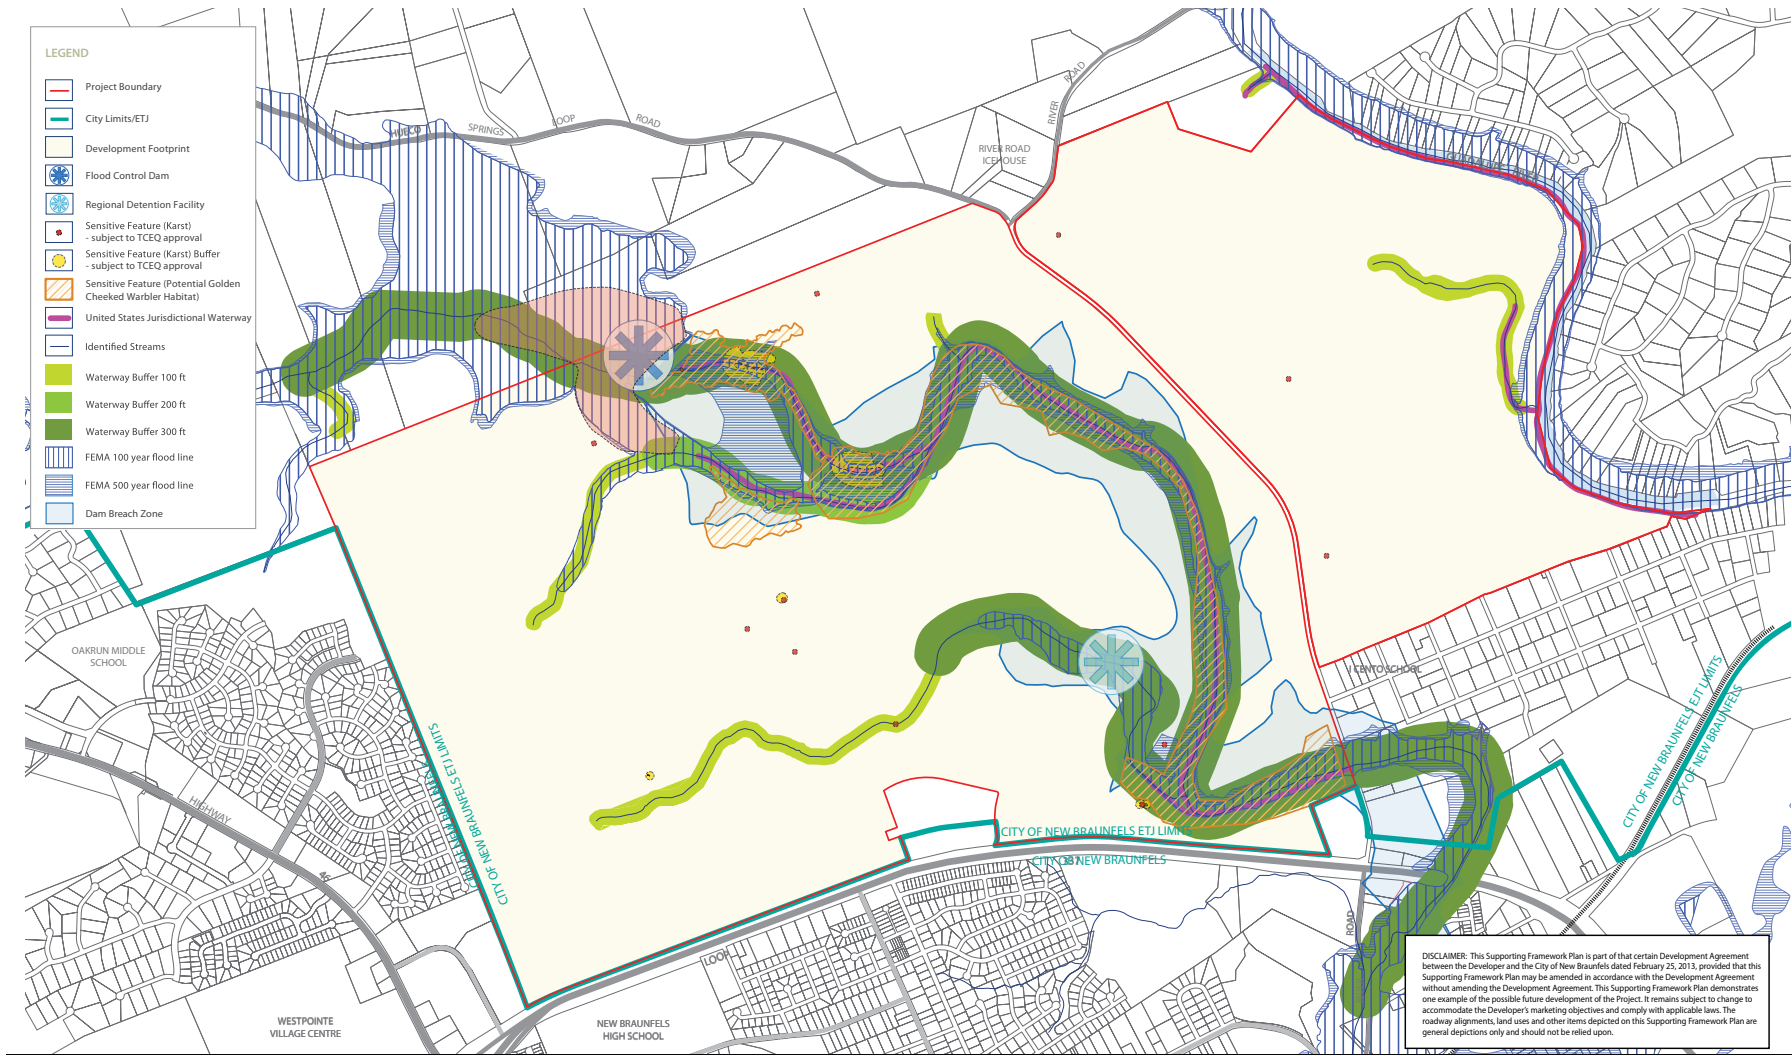 LEGEND
Project Boundary
City Limits/ETJ
Development Footprint
Flood Control Dam
Regional Detention Facility
Sensitive Feature (Karst)
- subject to TCEQ approval
Sensitive Feature (Karst) Buffer
- subject to TCEQ approval
Sensitive Feature (Potential Golden
Cheeked Warbler Habitat)
United States Jurisdictional Waterway
Identified Streams
Waterway Buffer 100 ft
Waterway Buffer 200 ft
Waterway Buffer 300 ft
FEMA 100 year flood line
FEMA 500 year flood line
Dam Breach Zone
HUECO SPRINGS LOOP ROAD
RIVER ROAD
RIVER ROAD
ICEHOUSE
OAKRUN MIDDLE
SCHOOL
HIGHWAY
46
CITY OF NEW BRAUNFELS ETJ LIMITS
CITY OF NEW BRAUNFELS ETJ LIMITS
CITY OF NEW BRAUNFELS
LOOP
337
ROAD
WESTPOINTE
VILLAGE CENTRE
NEW BRAUNFELS
HIGH SCHOOL
CITY OF NEW BRAUNFELS EJT LIMITS
CITY OF NEW BRAUNFELS
DISCLAIMER: This Supporting Framework Plan is part of that certain Development Agreement
between the Developer and the City of New Braunfels dated February 25, 2013, provided that this
Supporting Framework Plan may be amended in accordance with the Development Agreement
without amending the Development Agreement. This Supporting Framework Plan demonstrates
one example of the possible future development of the Project. It remains subject to change to
accommodate the Developer's marketing objectives and comply with applicable laws. The
roadway alignments, land uses and other items depicted on this Supporting Framework Plan are
general depictions only and should not be relied upon.